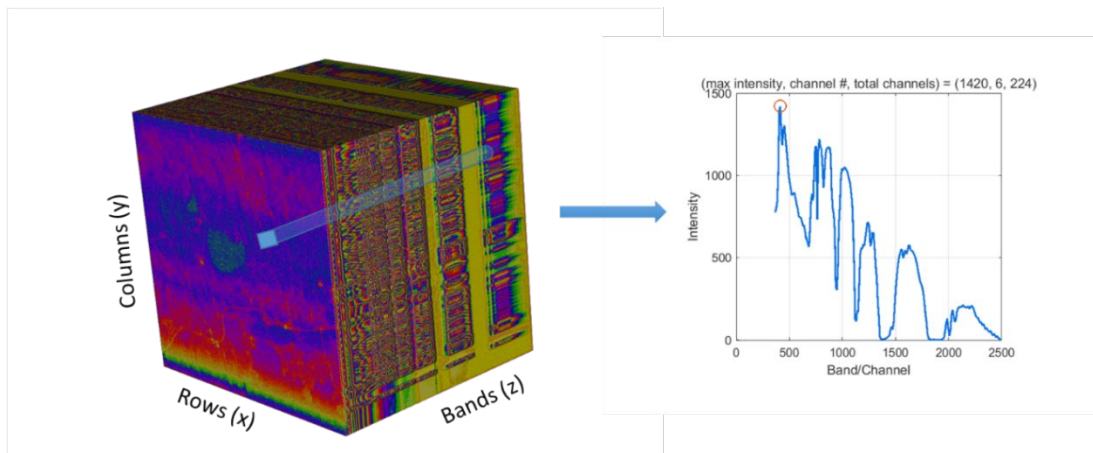 Columns (y)
Rows (x)
Bands (z)
(max intensity, channel #, total channels) = (1420, 6, 224)
1500
1000
500
0
Intensity
0 500 1000 1500 2000 2500
Band/Channel